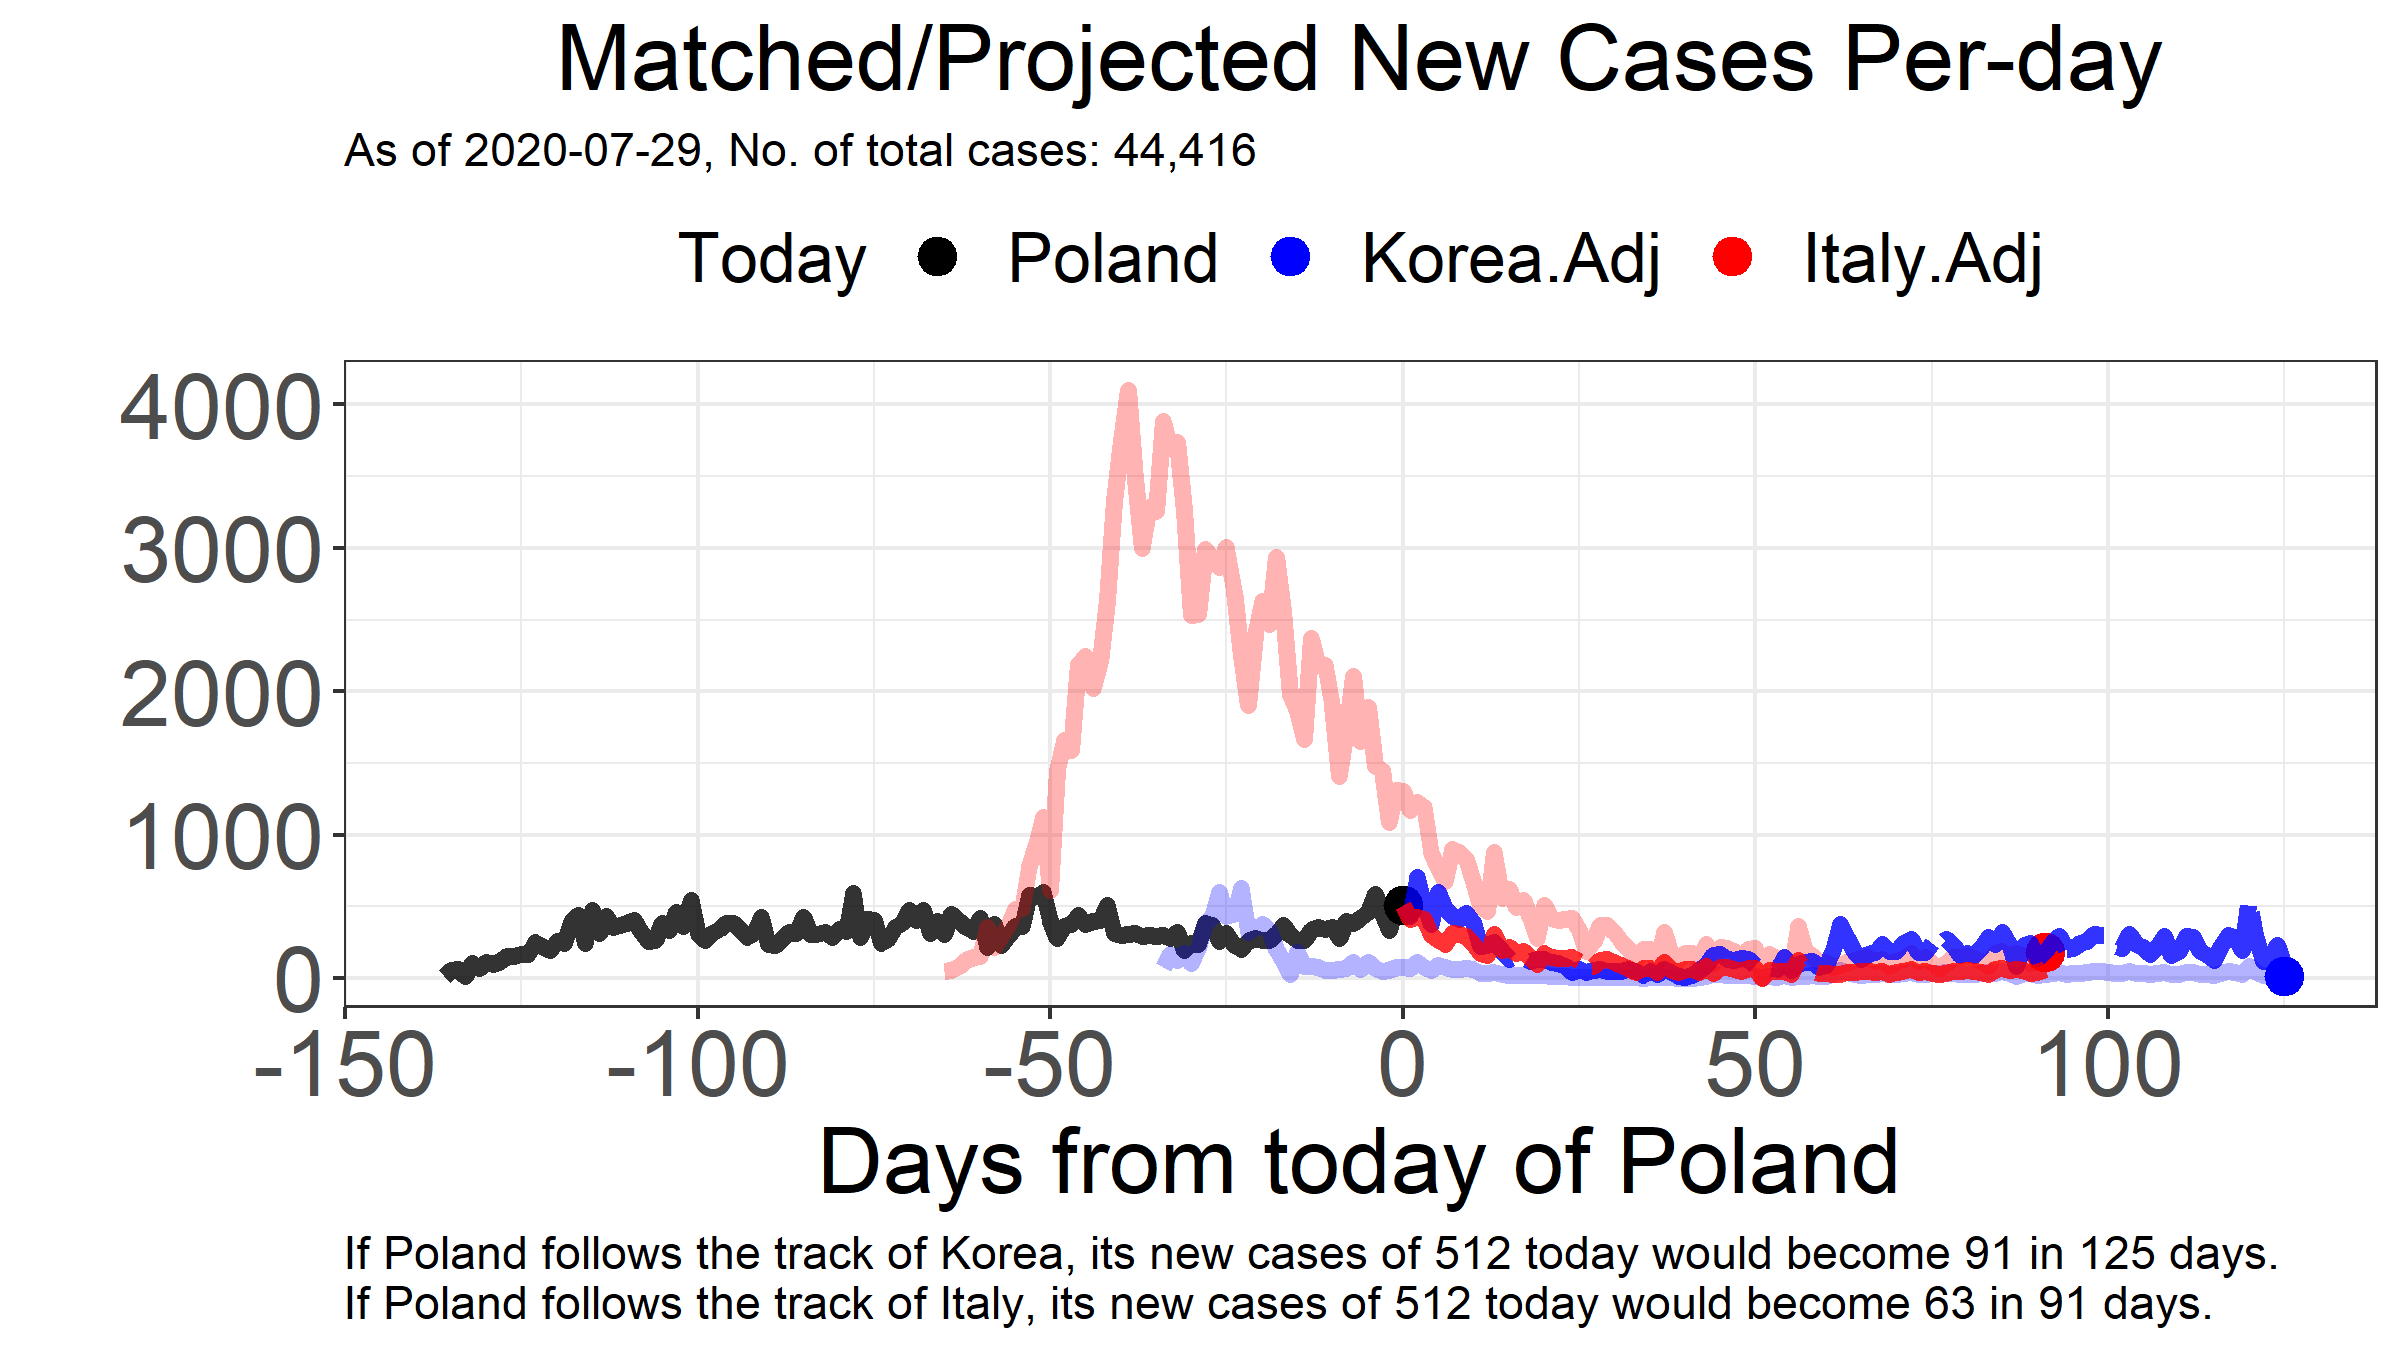 Matched/Projected New Cases Per-day
As of 2020-07-29, No. of total cases: 44,416
Today Poland Korea.Adj Italy.Adj
4000
3000
2000
1000
0
-150 -100 -50 0 50 100
Days from today of Poland
If Poland follows the track of Korea, its new cases of 512 today would become 91 in 125 days.
If Poland follows the track of Italy, its new cases of 512 today would become 63 in 91 days.